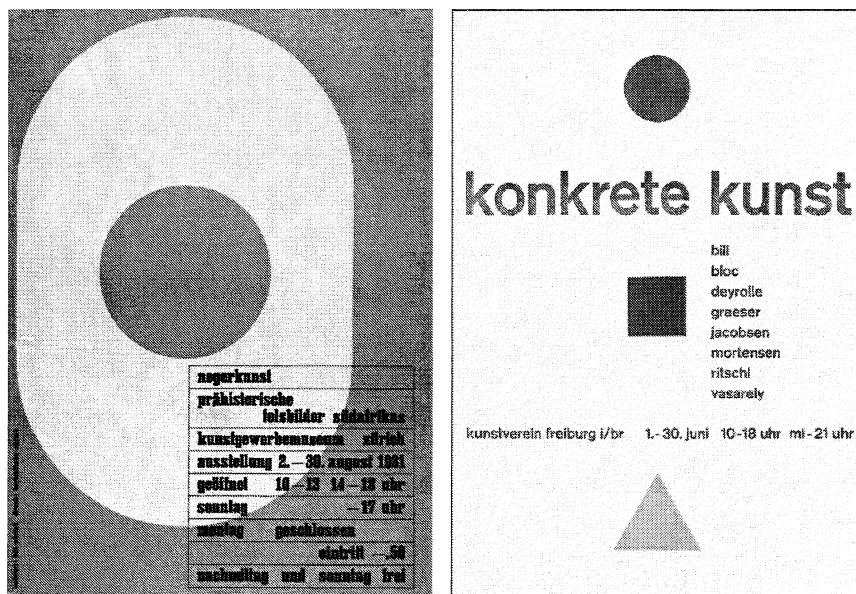 negerkunst
prähistorische
felsbilder südafrikas
kunstgewerbemuseum zürich
ausstellung 2.–30. august 1931
geöffnet 10–12 14–18 uhr
sonntag –17 uhr
montag geschlossen
eintritt –.50
nachmittag und sonntag frei
konkrete kunst
bill
bloc
deyrolle
graeser
jacobsen
mortensen
ritschl
vasarely
kunstverein freiburg i/br 1.-30. juni 10-18 uhr mi-21 uhr